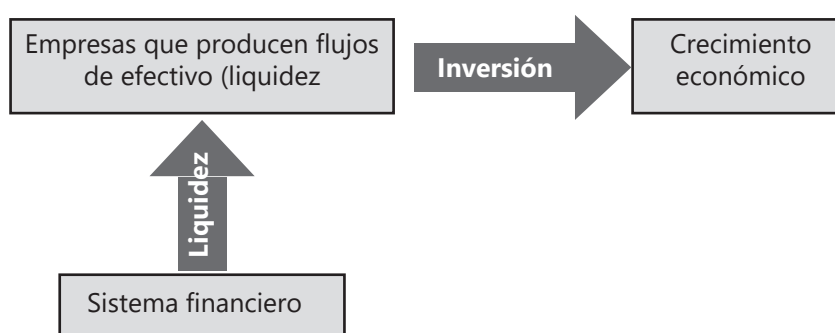 Empresas que producen flujos
de efectivo (liquidez
Inversión
Crecimiento
económico
Liquidez
Sistema financiero